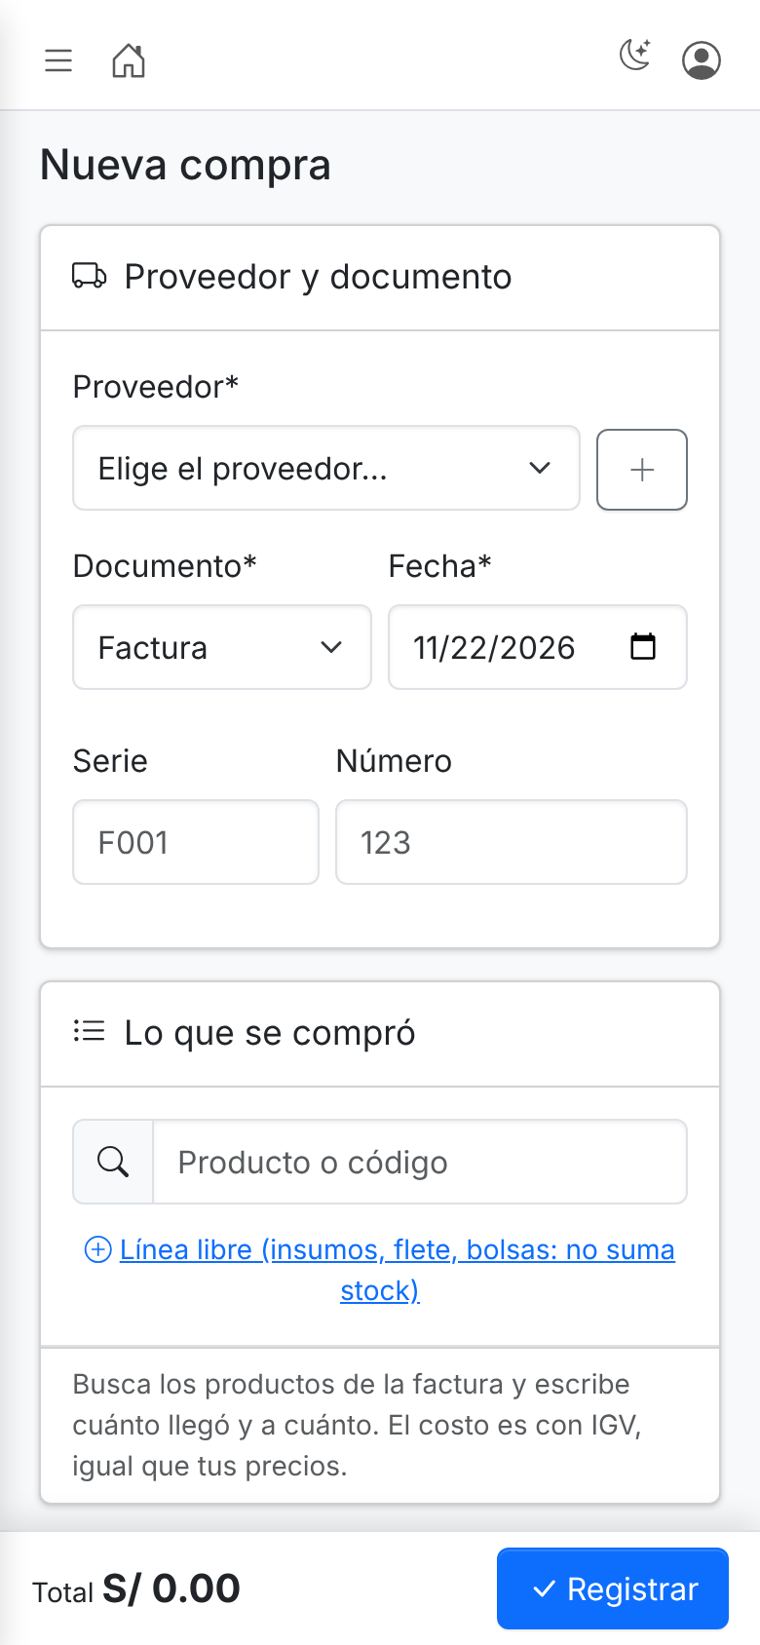 Nueva compra
Proveedor y documento
Proveedor*
Elige el proveedor...
Documento* Fecha*
Factura 11/22/2026
Serie Número
F001 123
Lo que se compró
Producto o código
Línea libre (insumos, flete, bolsas: no suma
stock)
Busca los productos de la factura y escribe
cuánto llegó y a cuánto. El costo es con IGV,
igual que tus precios.
Total S/ 0.00 Registrar